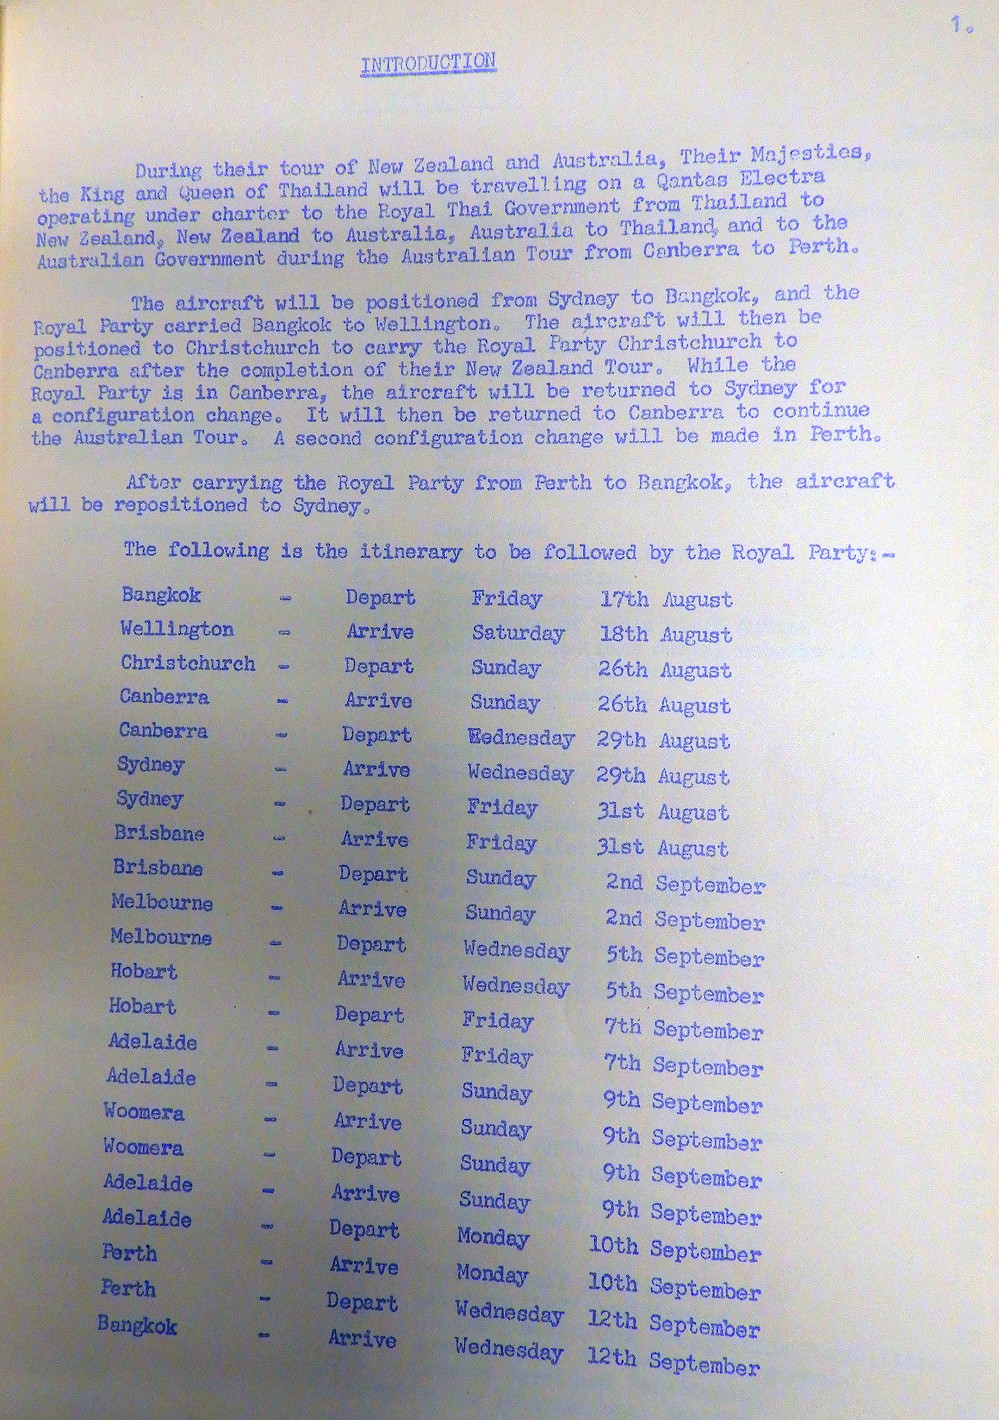 1.
INTRODUCTION
During their tour of New Zealand and Australia, Their Majesties,
the King and Queen of Thailand will be travelling on a Qantas Electra
operating under charter to the Royal Thai Government from Thailand to
New Zealand, New Zealand to Australia, Australia to Thailand, and to the
Australian Government during the Australian Tour from Canberra to Perth.
The aircraft will be positioned from Sydney to Bangkok, and the
Royal Party carried Bangkok to Wellington. The aircraft will then be
positioned to Christchurch to carry the Royal Party Christchurch to
Canberra after the completion of their New Zealand Tour. While the
Royal Party is in Canberra, the aircraft will be returned to Sydney for
a configuration change. It will then be returned to Canberra to continue
the Australian Tour. A second configuration change will be made in Perth.
After carrying the Royal Party from Perth to Bangkok, the aircraft
will be repositioned to Sydney.
The following is the itinerary to be followed by the Royal Party:-
Bangkok - Depart Friday 17th August
Wellington - Arrive Saturday 18th August
Christchurch - Depart Sunday 26th August
Canberra - Arrive Sunday 26th August
Canberra - Depart Wednesday 29th August
Sydney - Arrive Wednesday 29th August
Sydney - Depart Friday 31st August
Brisbane - Arrive Friday 31st August
Brisbane - Depart Sunday 2nd September
Melbourne - Arrive Sunday 2nd September
Melbourne - Depart Wednesday 5th September
Hobart - Arrive Wednesday 5th September
Hobart - Depart Friday 7th September
Adelaide - Arrive Friday 7th September
Adelaide - Depart Sunday 9th September
Woomera - Arrive Sunday 9th September
Woomera - Depart Sunday 9th September
Adelaide - Arrive Sunday 9th September
Adelaide - Depart Monday 10th September
Perth - Arrive Monday 10th September
Perth - Depart Wednesday 12th September
Bangkok - Arrive Wednesday 12th September